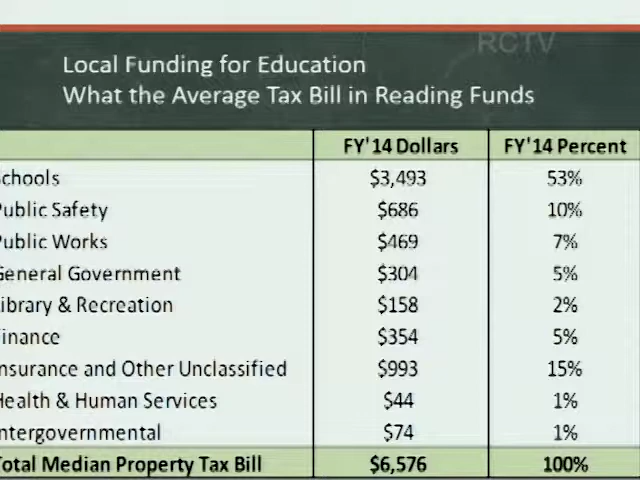 RCTV
Local Funding for Education
What the Average Tax Bill in Reading Funds
FY'14 Dollars FY'14 Percent
chools $3,493 53%
Public Safety $686 10%
Public Works $469 7%
General Government $304 5%
ibrary & Recreation $158 2%
inance $354 5%
nsurance and Other Unclassified $993 15%
Health & Human Services $44 1%
ntergovernmental $74 1%
Total Median Property Tax Bill $6,576 100%